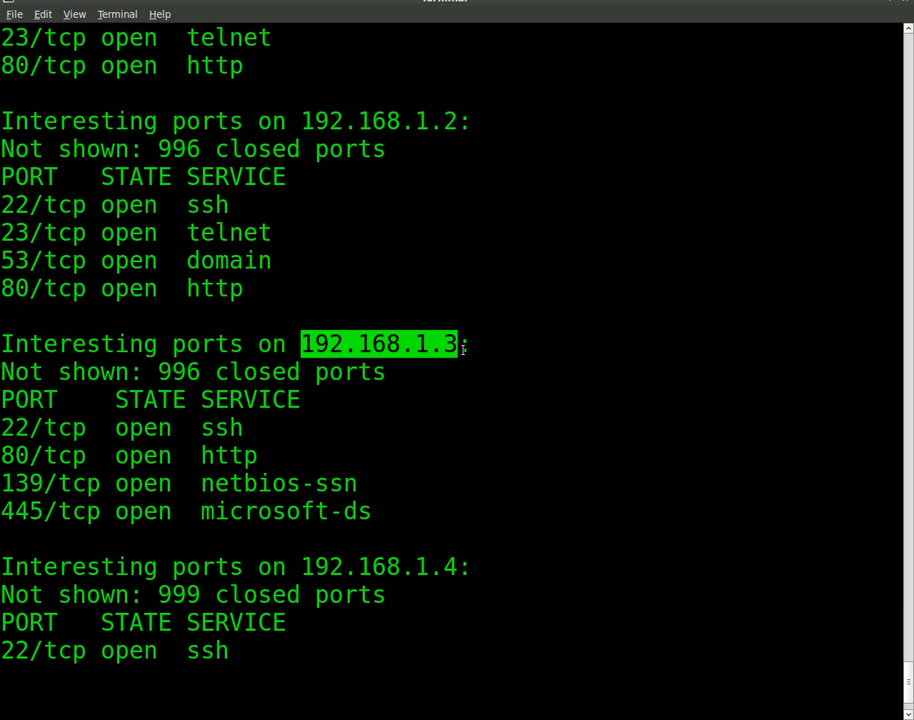 File Edit View Terminal Help
23/tcp open  telnet
80/tcp open  http
Interesting ports on 192.168.1.2:
Not shown: 996 closed ports
PORT   STATE SERVICE
22/tcp open  ssh
23/tcp open  telnet
53/tcp open  domain
80/tcp open  http
Interesting ports on 192.168.1.3:
Not shown: 996 closed ports
PORT    STATE SERVICE
22/tcp  open  ssh
80/tcp  open  http
139/tcp open  netbios-ssn
445/tcp open  microsoft-ds
Interesting ports on 192.168.1.4:
Not shown: 999 closed ports
PORT   STATE SERVICE
22/tcp open  ssh